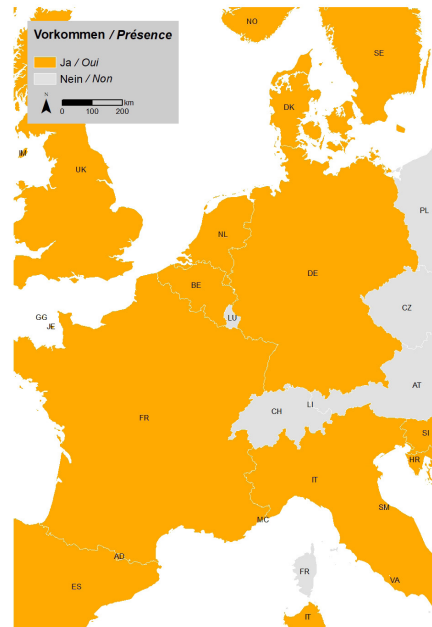 Vorkommen / Présence
Ja / Oui
Nein / Non
N
0 100 200 km
NO
SE
DK
IM
UK
PL
NL
DE
BE
CZ
LU
GG
JE
AT
CH
LI
FR
SI
HR
IT
SM
MC
AD
FR
ES
VA
IT